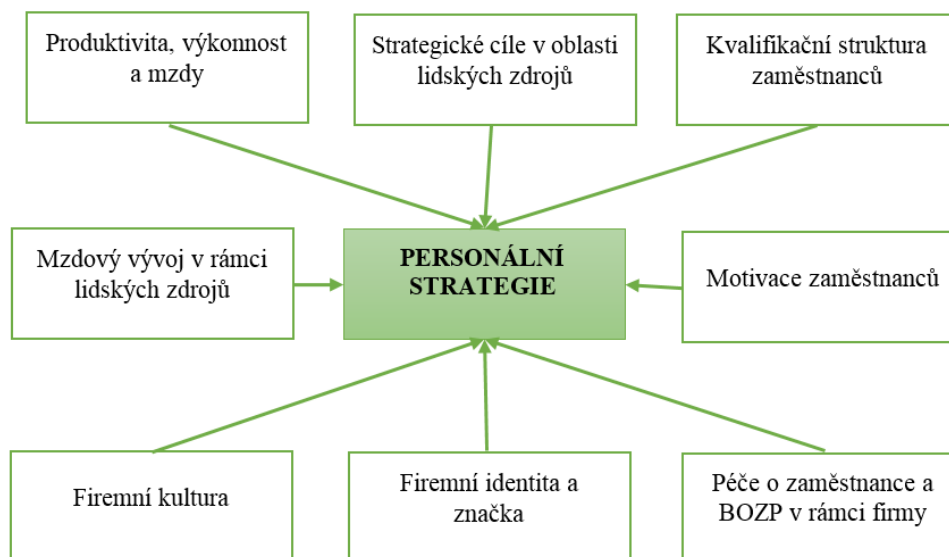 Produktivita, výkonnost
a mzdy
Strategické cíle v oblasti
lidských zdrojů
Kvalifikační struktura
zaměstnanců
Mzdový vývoj v rámci
lidských zdrojů
PERSONÁLNÍ
STRATEGIE
Motivace zaměstnanců
Firemní kultura
Firemní identita a
značka
Péče o zaměstnance a
BOZP v rámci firmy